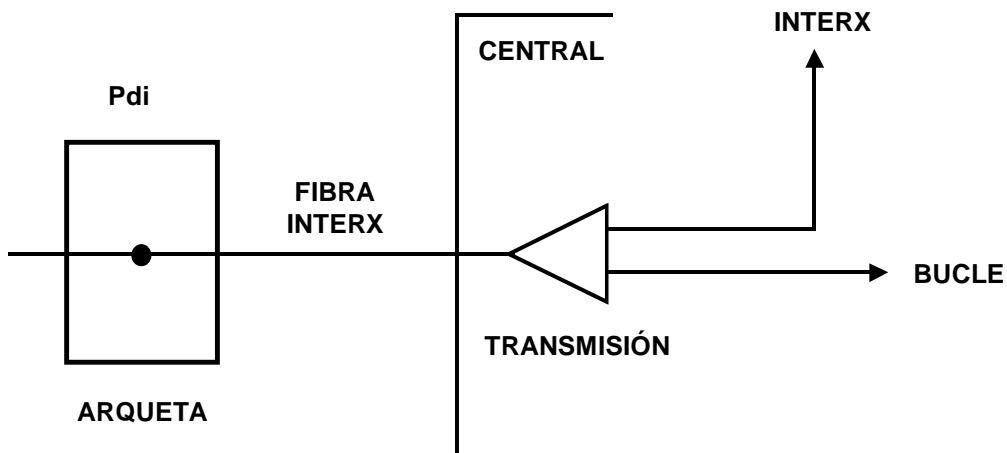 INTERX
CENTRAL
Pdi
FIBRA
INTERX
BUCLE
TRANSMISIÓN
ARQUETA